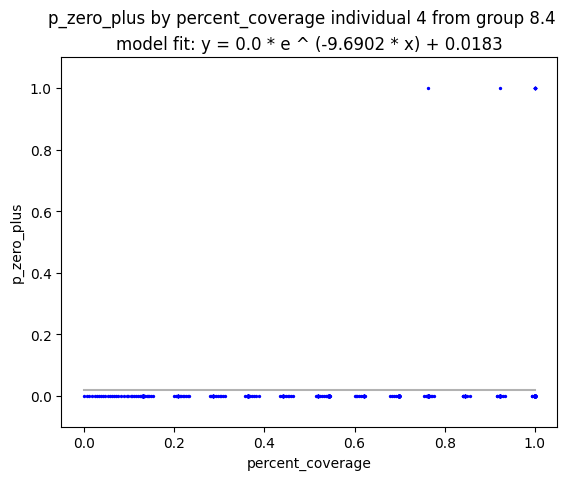 p_zero_plus by percent_coverage individual 4 from group 8.4
model fit: y = 0.0 * e ^ (-9.6902 * x) + 0.0183
1.0
0.8
0.6
0.4
0.2
0.0
p_zero_plus
0.0 0.2 0.4 0.6 0.8 1.0
percent_coverage